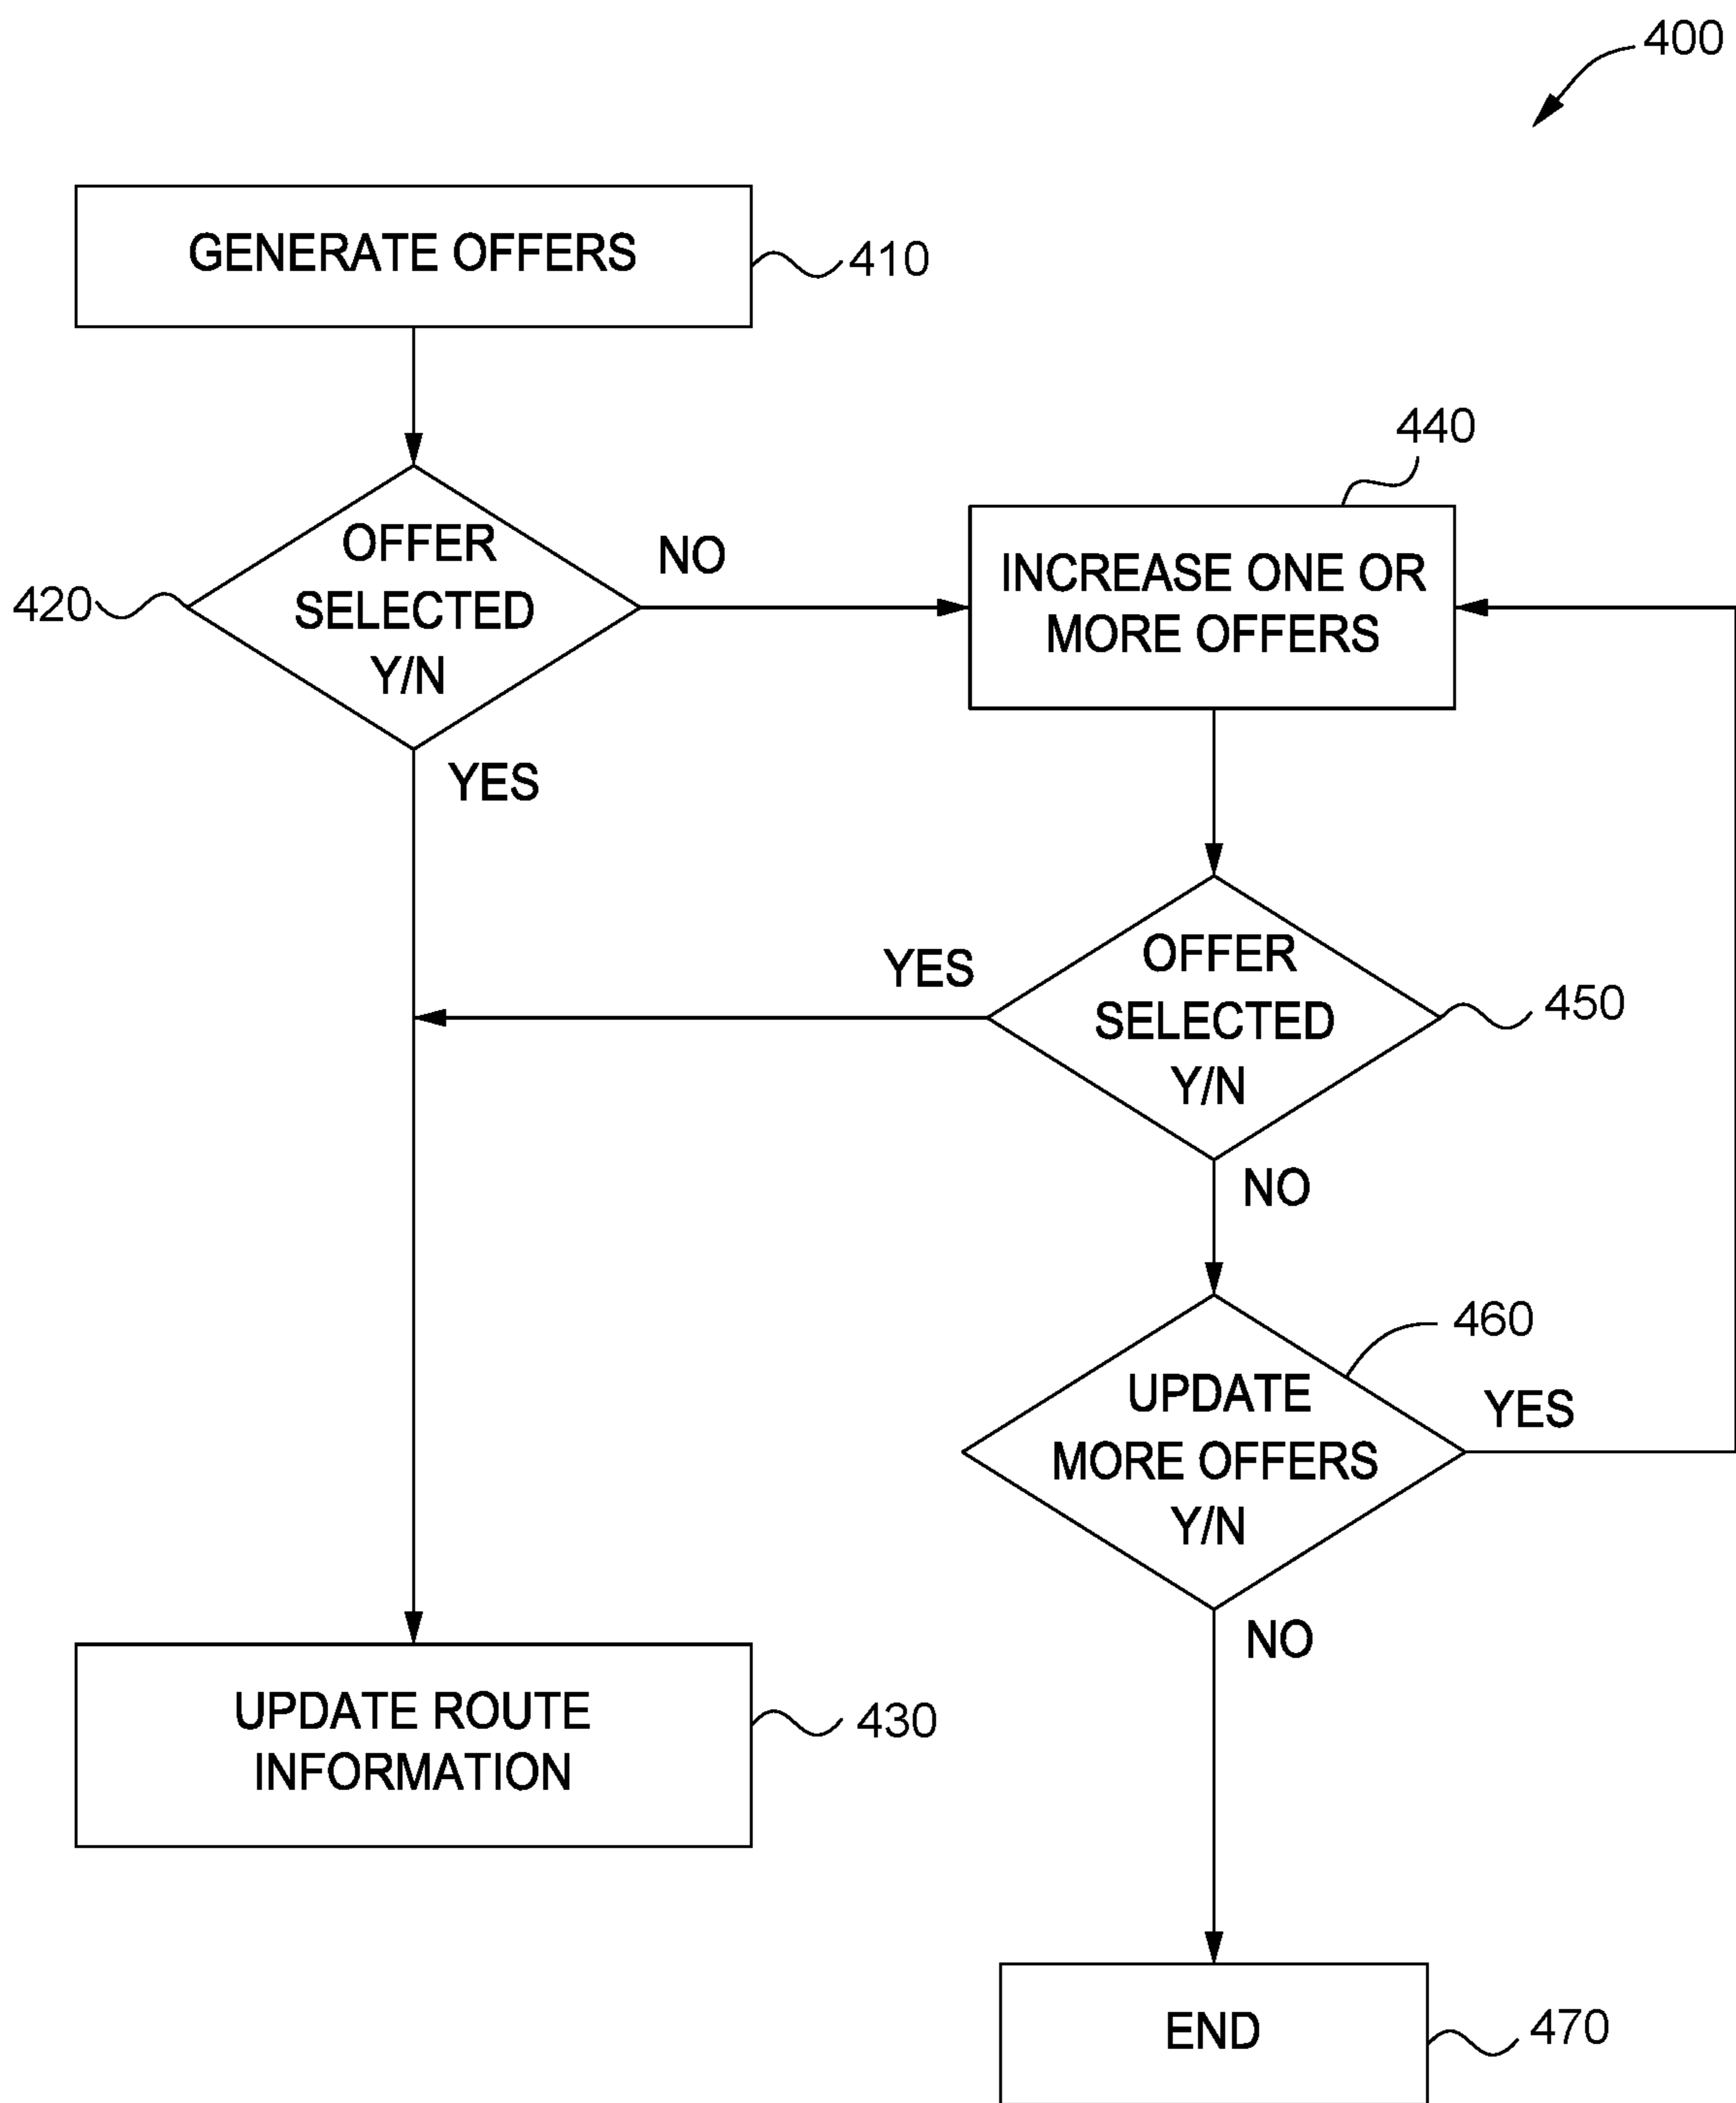 400
GENERATE OFFERS
410
OFFER
SELECTED
Y/N
420
NO
YES
440
INCREASE ONE OR
MORE OFFERS
OFFER
SELECTED
Y/N
450
YES
NO
460
UPDATE
MORE OFFERS
Y/N
YES
NO
UPDATE ROUTE
INFORMATION
430
END
470